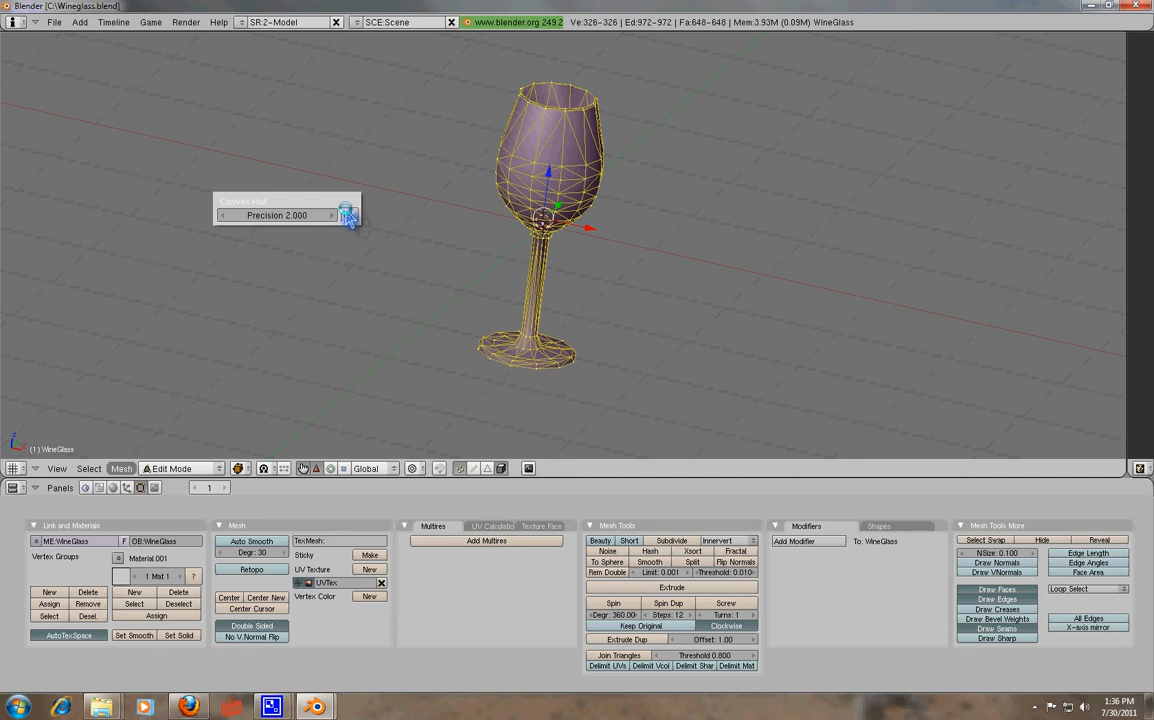 Blender [C:\Wineglass.blend]
File Add Timeline Game Render Help SR:2-Model SCE:Scene www.blender.org 249.2 Ve:326-326 | Ed:972-972 | Fa:648-648 | Mem:3.93M (0.09M) WineGlass
Convex Hull
Precision 2.000
(1) WineGlass
View Select Mesh Edit Mode Global
Panels 1
Link and Materials
ME:WineGlass F OB:WineGlass
Vertex Groups
Material.001
1 Mat 1 ?
New Delete New Delete
Assign Remove Select Deselect
Select Desel. Assign
AutoTexSpace Set Smooth Set Solid
Mesh
Auto Smooth TexMesh:
Degr: 30 Sticky Make
Retopo UV Texture New
UVTex
Center Center New Vertex Color New
Center Cursor
Double Sided
No V.Normal Flip
Multires UV Calculatio Texture Face
Add Multires
Mesh Tools
Beauty Short Subdivide Innervert
Noise Hash Xsort Fractal
To Sphere Smooth Split Flip Normals
Rem Double Limit: 0.001 Threshold: 0.010
Extrude
Spin Spin Dup Screw
Degr: 360.00 Steps: 12 Turns: 1
Keep Original Clockwise
Extrude Dup Offset: 1.00
Join Triangles Threshold 0.800
Delimit UVs Delimit Vcol Delimit Shar Delimit Mat
Modifiers Shapes
Add Modifier To: WineGlass
Mesh Tools More
Select Swap Hide Reveal
NSize: 0.100 Edge Length
Draw Normals Edge Angles
Draw VNormals Face Area
Draw Faces Loop Select
Draw Edges
Draw Creases
Draw Bevel Weights All Edges
Draw Seams X-axis mirror
Draw Sharp
1:36 PM
7/30/2011